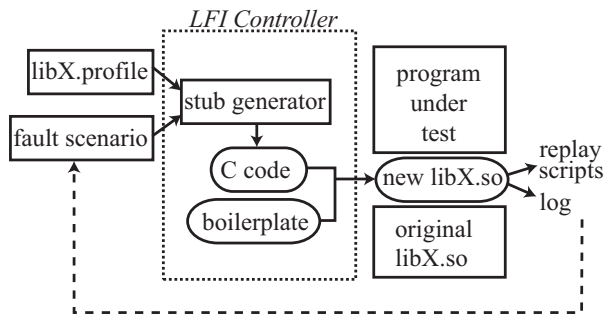 LFI Controller
libX.profile
fault scenario
stub generator
C code
boilerplate
program
under
test
new libX.so
original
libX.so
replay
scripts
log